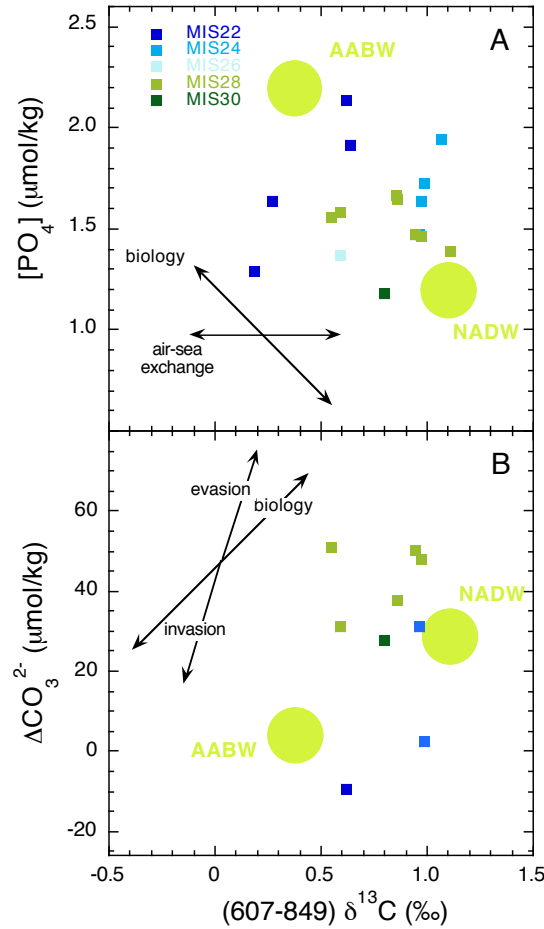 A
MIS22
MIS24
MIS26
MIS28
MIS30
AABW
NADW
biology
air-sea
exchange
[PO₄] (μmol/kg)
2.5
2.0
1.5
1.0
B
evasion
biology
invasion
NADW
AABW
ΔCO₃²⁻ (μmol/kg)
60
40
20
0
-20
-0.5
0
0.5
1.0
1.5
(607-849) δ¹³C (‰)